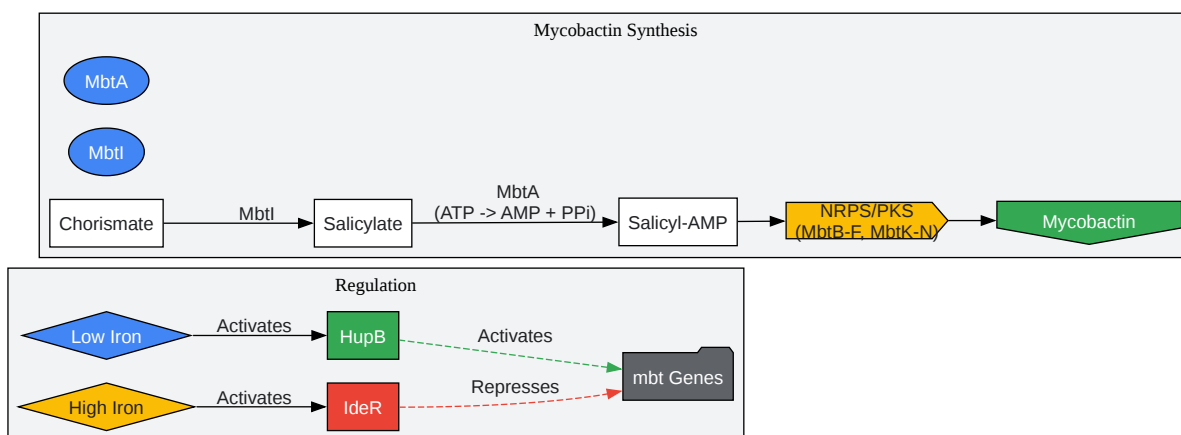 Mycobactin Synthesis
MbtA
MbtI
Chorismate
MbtI
Salicylate
MbtA
(ATP -> AMP + PPi)
Salicyl-AMP
NRPS/PKS
(MbtB-F, MbtK-N)
Mycobactin
Regulation
Low Iron
Activates
HupB
Activates
mbt Genes
High Iron
Activates
IdeR
Represses